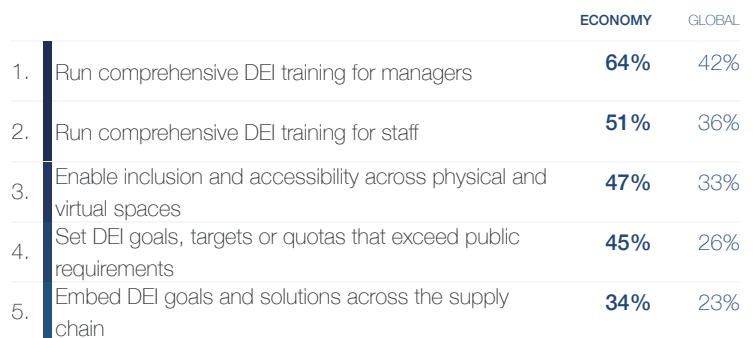 ECONOMY GLOBAL
1. Run comprehensive DEI training for managers 64% 42%
2. Run comprehensive DEI training for staff 51% 36%
3. Enable inclusion and accessibility across physical and 47% 33%
virtual spaces
4. Set DEI goals, targets or quotas that exceed public 45% 26%
requirements
5. Embed DEI goals and solutions across the supply 34% 23%
chain